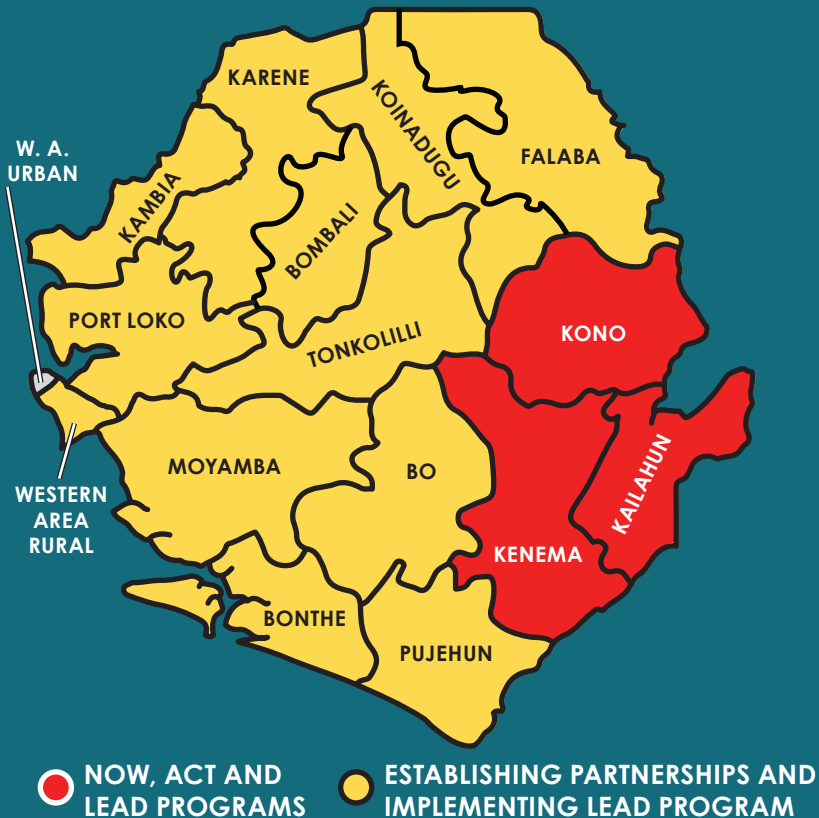 KARENE
KOINADUGU
W. A.
URBAN
FALABA
KAMBIA
BOMBALI
PORT LOKO
TONKOLILLI
KONO
MOYAMBA
BO
KAILAHUN
WESTERN
AREA
RURAL
KENEMA
BONTHE
PUJEHUN
NOW, ACT AND
LEAD PROGRAMS
ESTABLISHING PARTNERSHIPS AND
IMPLEMENTING LEAD PROGRAM